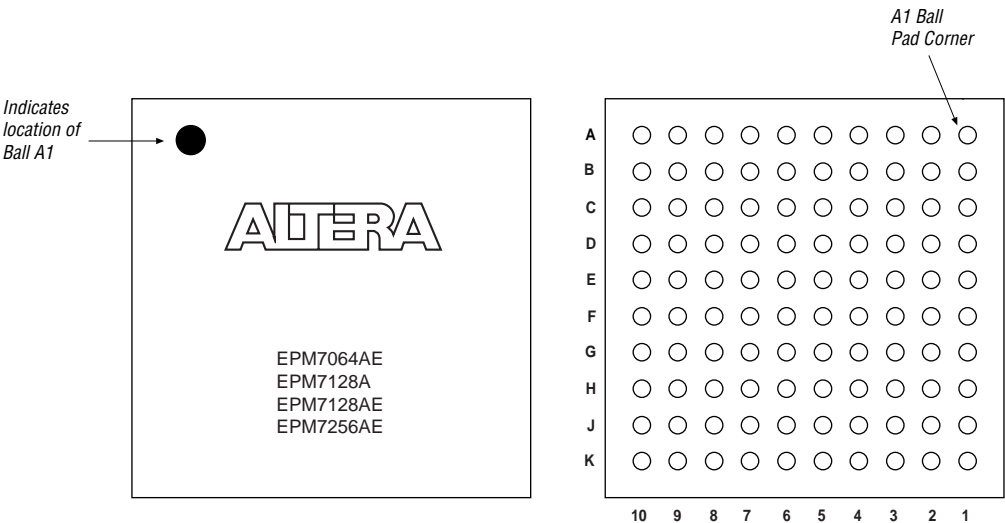 A1 Ball
Pad Corner
Indicates
location of
Ball A1
ALTERA
EPM7064AE
EPM7128A
EPM7128AE
EPM7256AE
A
B
C
D
E
F
G
H
J
K
10 9 8 7 6 5 4 3 2 1